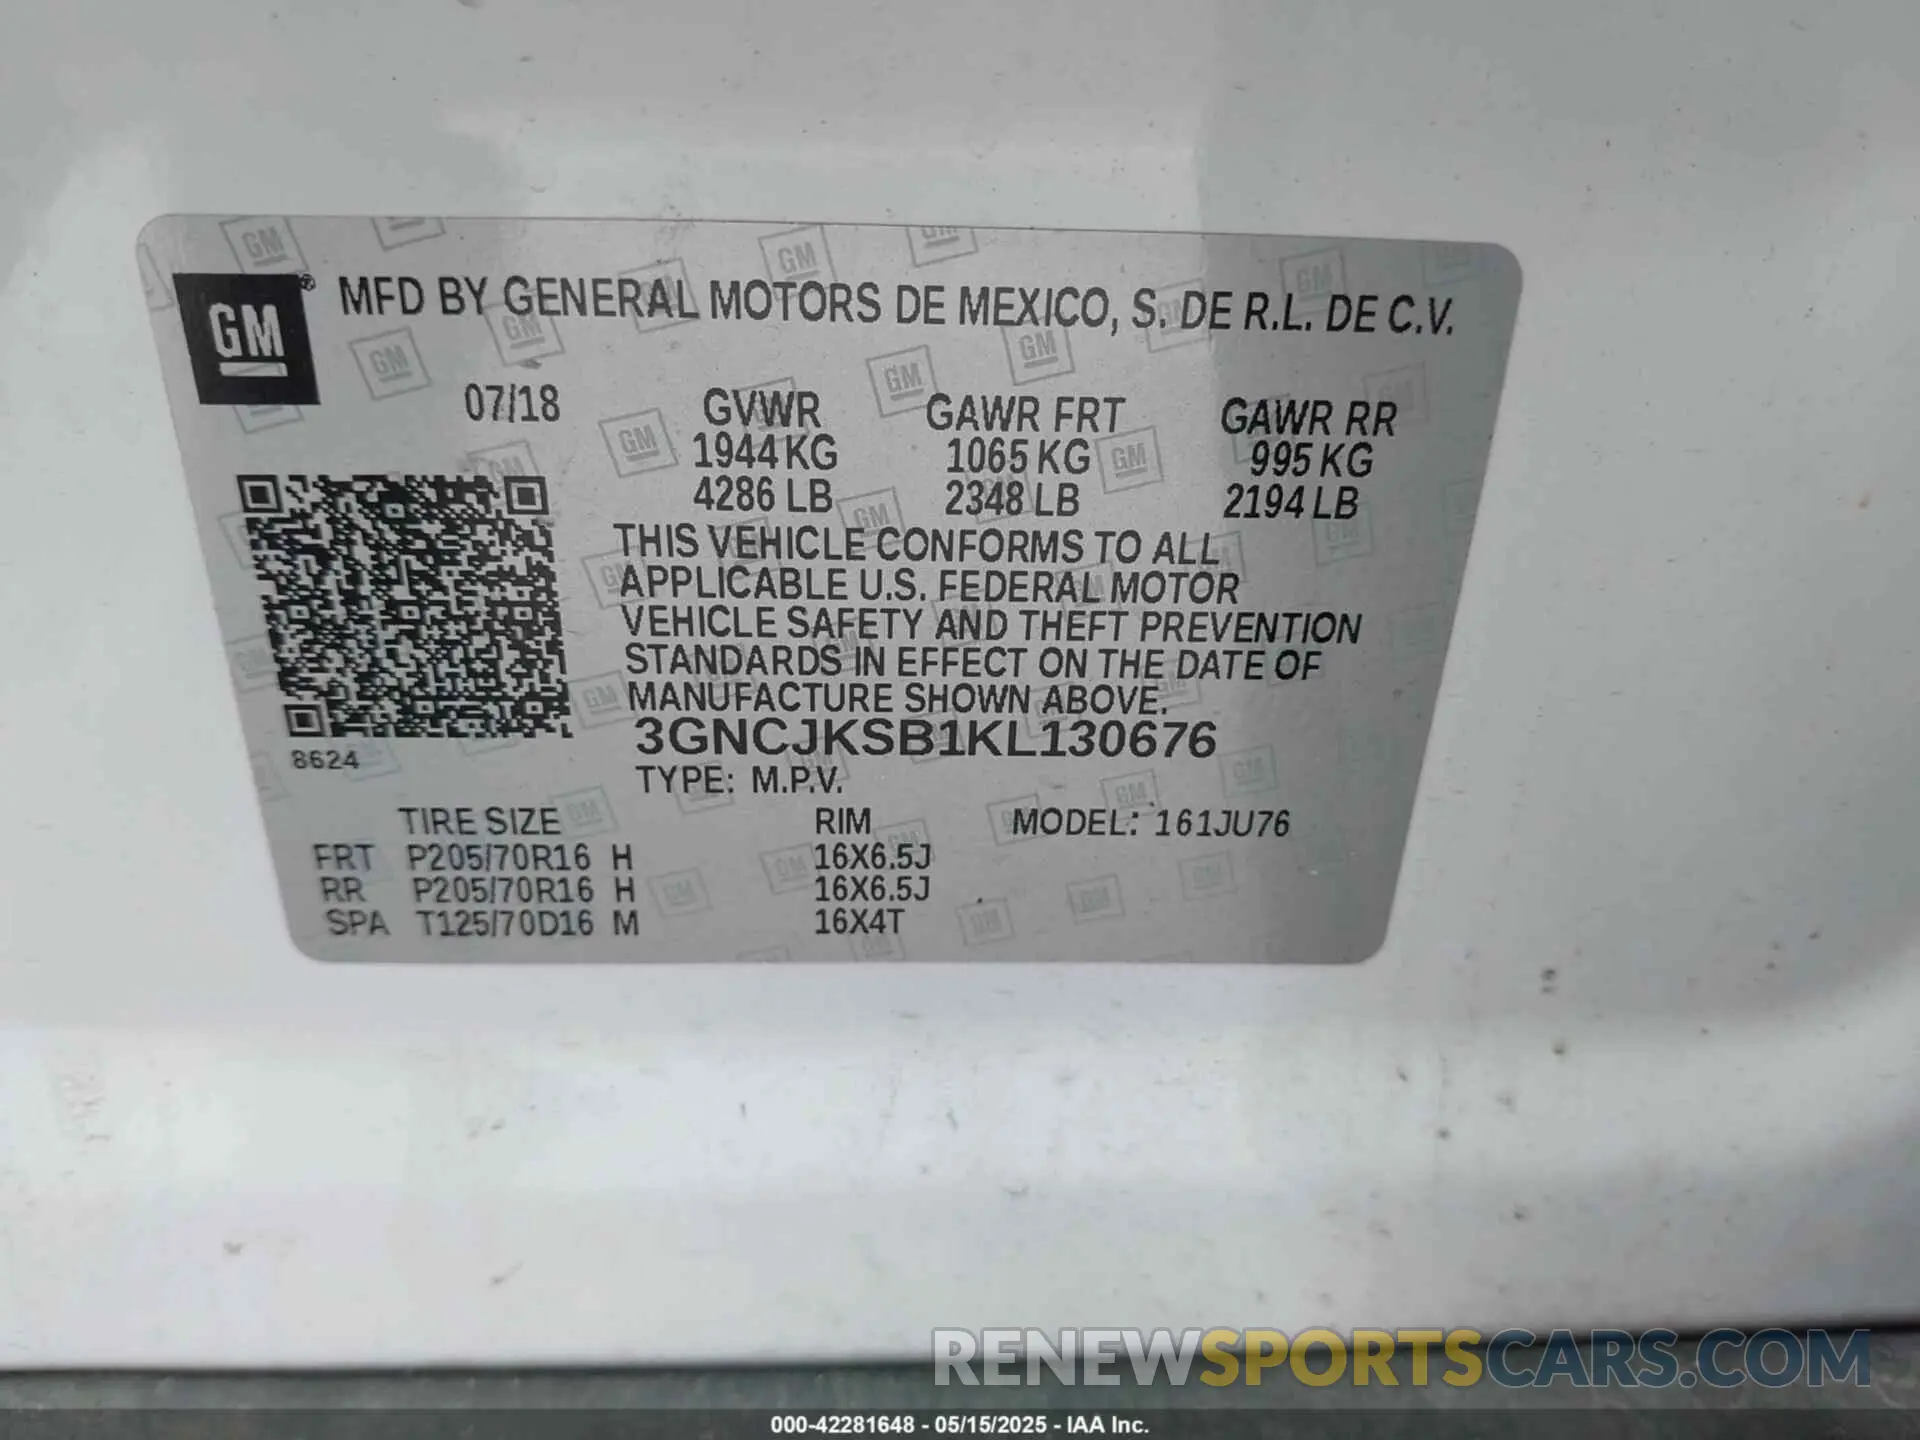 GM® MFD BY GENERAL MOTORS DE MEXICO, S. DE R.L. DE C.V.
07/18 GVWR GAWR FRT GAWR RR
1944 KG 1065 KG 995 KG
4286 LB 2348 LB 2194 LB
THIS VEHICLE CONFORMS TO ALL
APPLICABLE U.S. FEDERAL MOTOR
VEHICLE SAFETY AND THEFT PREVENTION
STANDARDS IN EFFECT ON THE DATE OF
MANUFACTURE SHOWN ABOVE.
3GNCJKSB1KL130676
8624
TYPE: M.P.V.
TIRE SIZE RIM MODEL: 161JU76
FRT P205/70R16 H 16X6.5J
RR P205/70R16 H 16X6.5J
SPA T125/70D16 M 16X4T
RENEWSPORTSCARS.COM
000-42281648 - 05/15/2025 - IAA Inc.